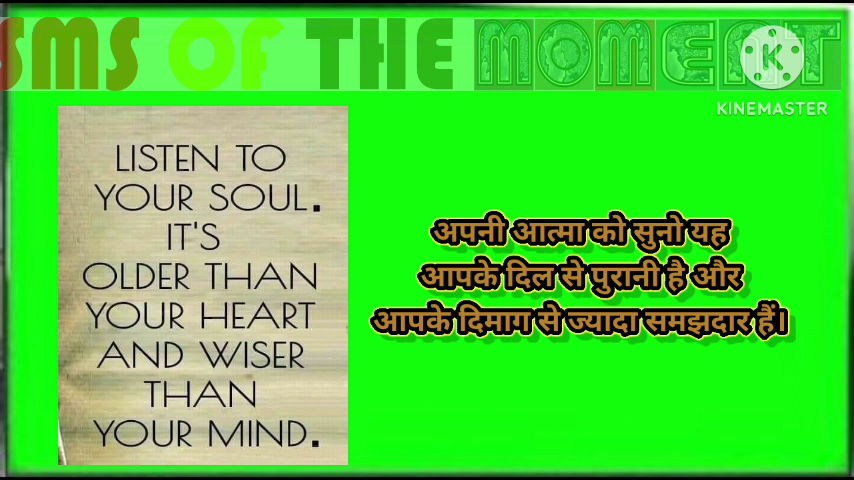 SMS OF THE MOMENT
K
KINEMASTER
LISTEN TO
YOUR SOUL.
IT'S
OLDER THAN
YOUR HEART
AND WISER
THAN
YOUR MIND.
अपनी आत्मा को सुनो यह
आपके दिल से पुरानी है और
आपके दिमाग से ज्यादा समझदार हैं।